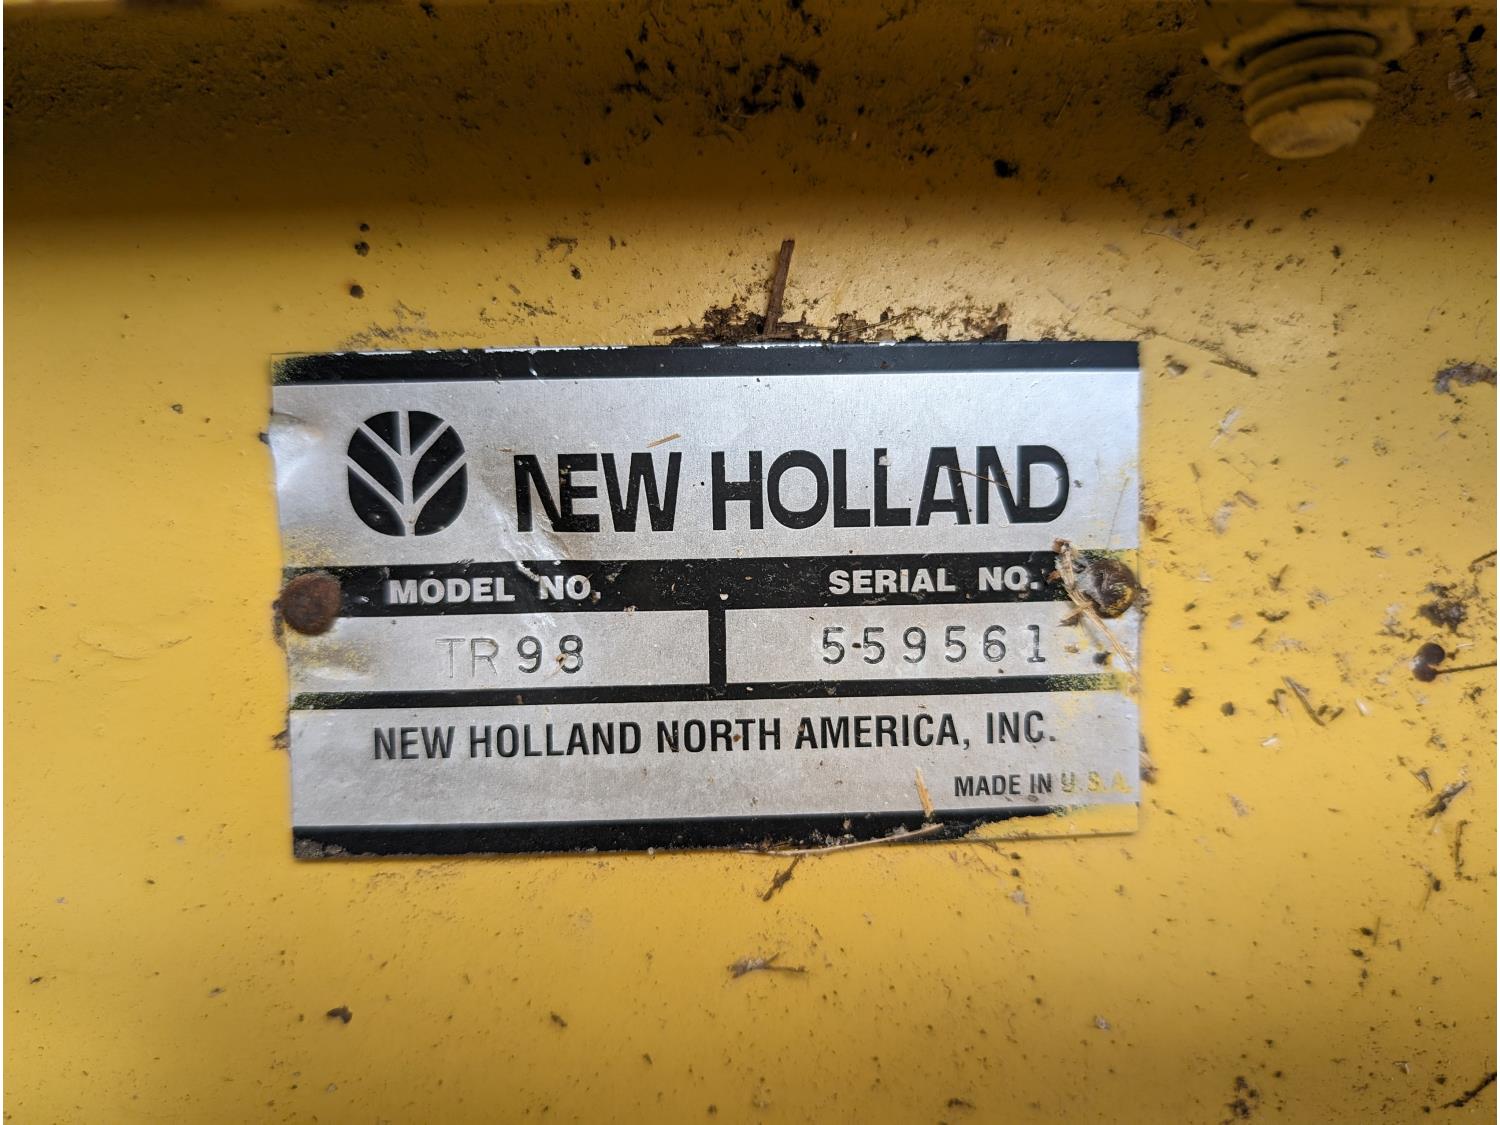 NEW HOLLAND
MODEL NO. SERIAL NO.
TR98 559561
NEW HOLLAND NORTH AMERICA, INC.
MADE IN U.S.A.